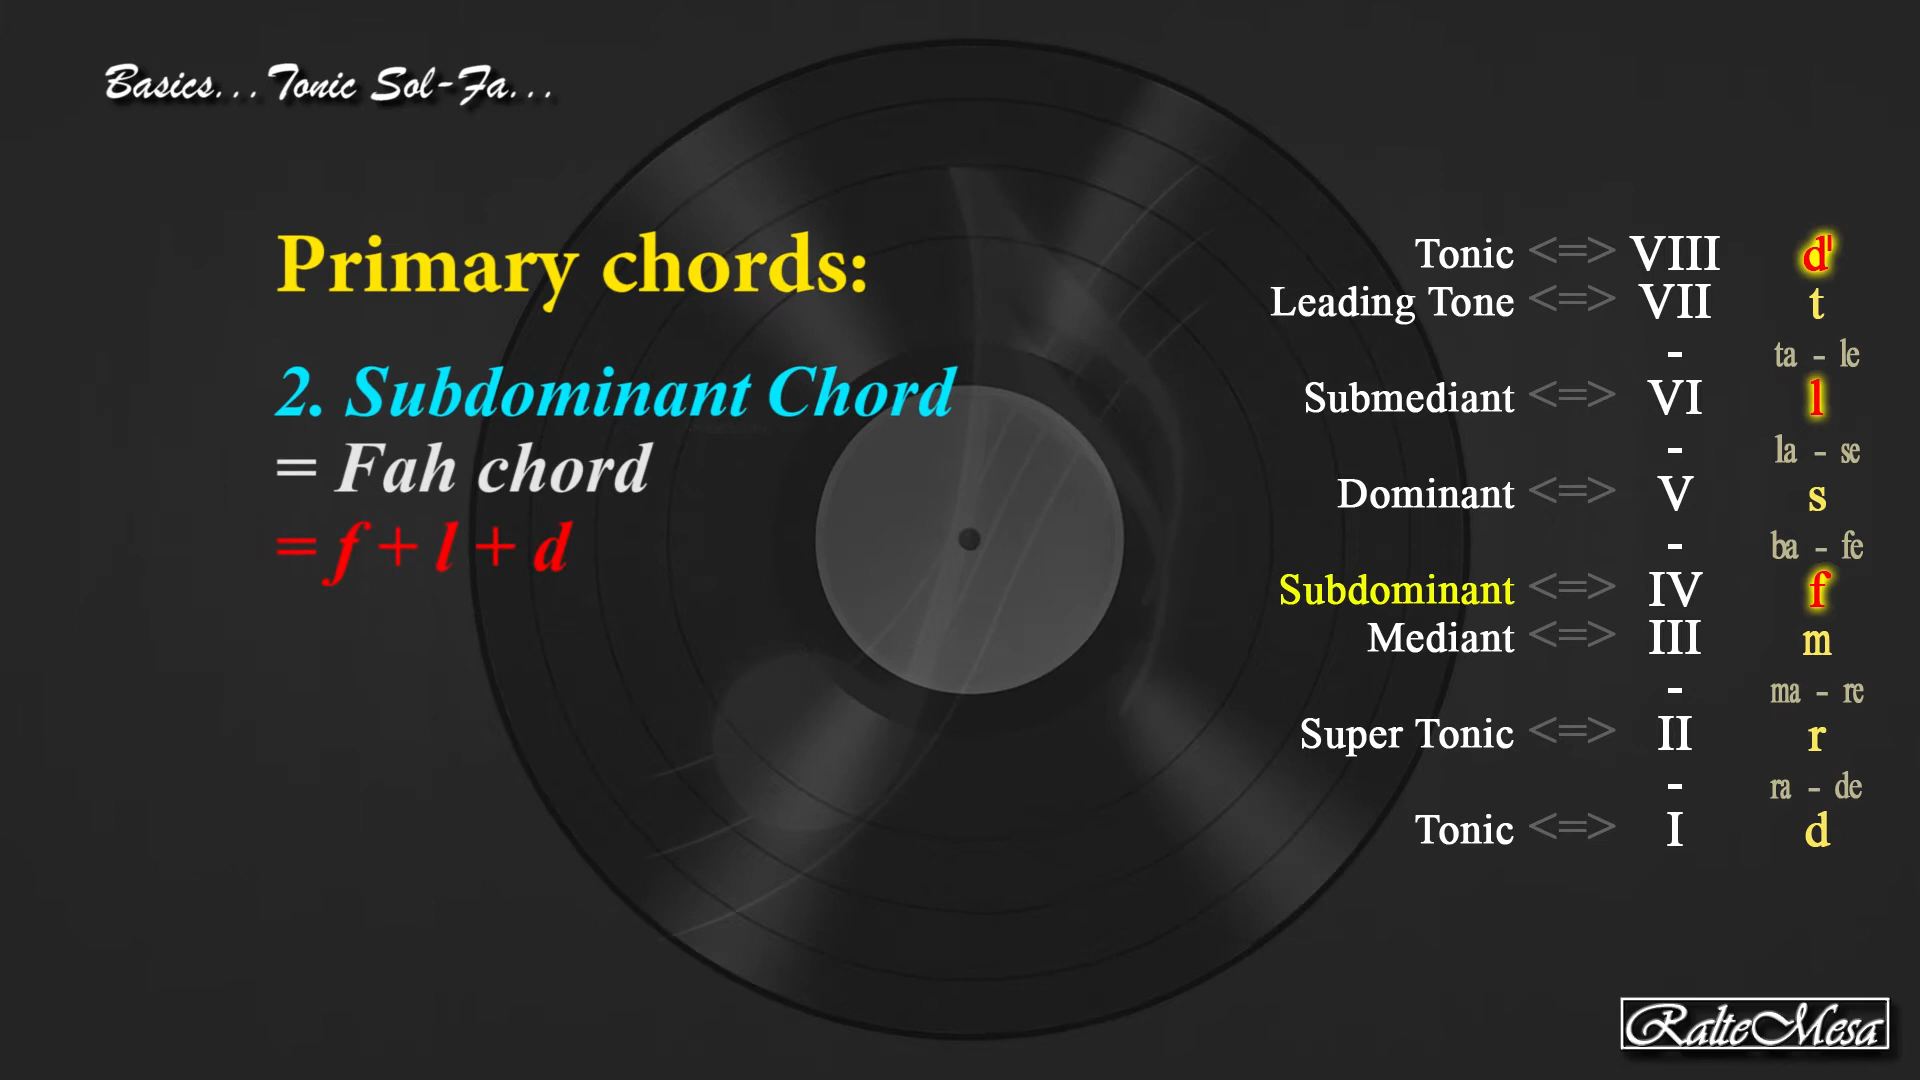 Basics... Tonic Sol-Fa...
Primary chords:
2. Subdominant Chord
= Fah chord
= f + l + d
Tonic <=> VIII d'
Leading Tone <=> VII t
- ta - le
Submediant <=> VI l
- la - se
Dominant <=> V s
- ba - fe
Subdominant <=> IV f
Mediant <=> III m
- ma - re
Super Tonic <=> II r
- ra - de
Tonic <=> I d
RalteMesa